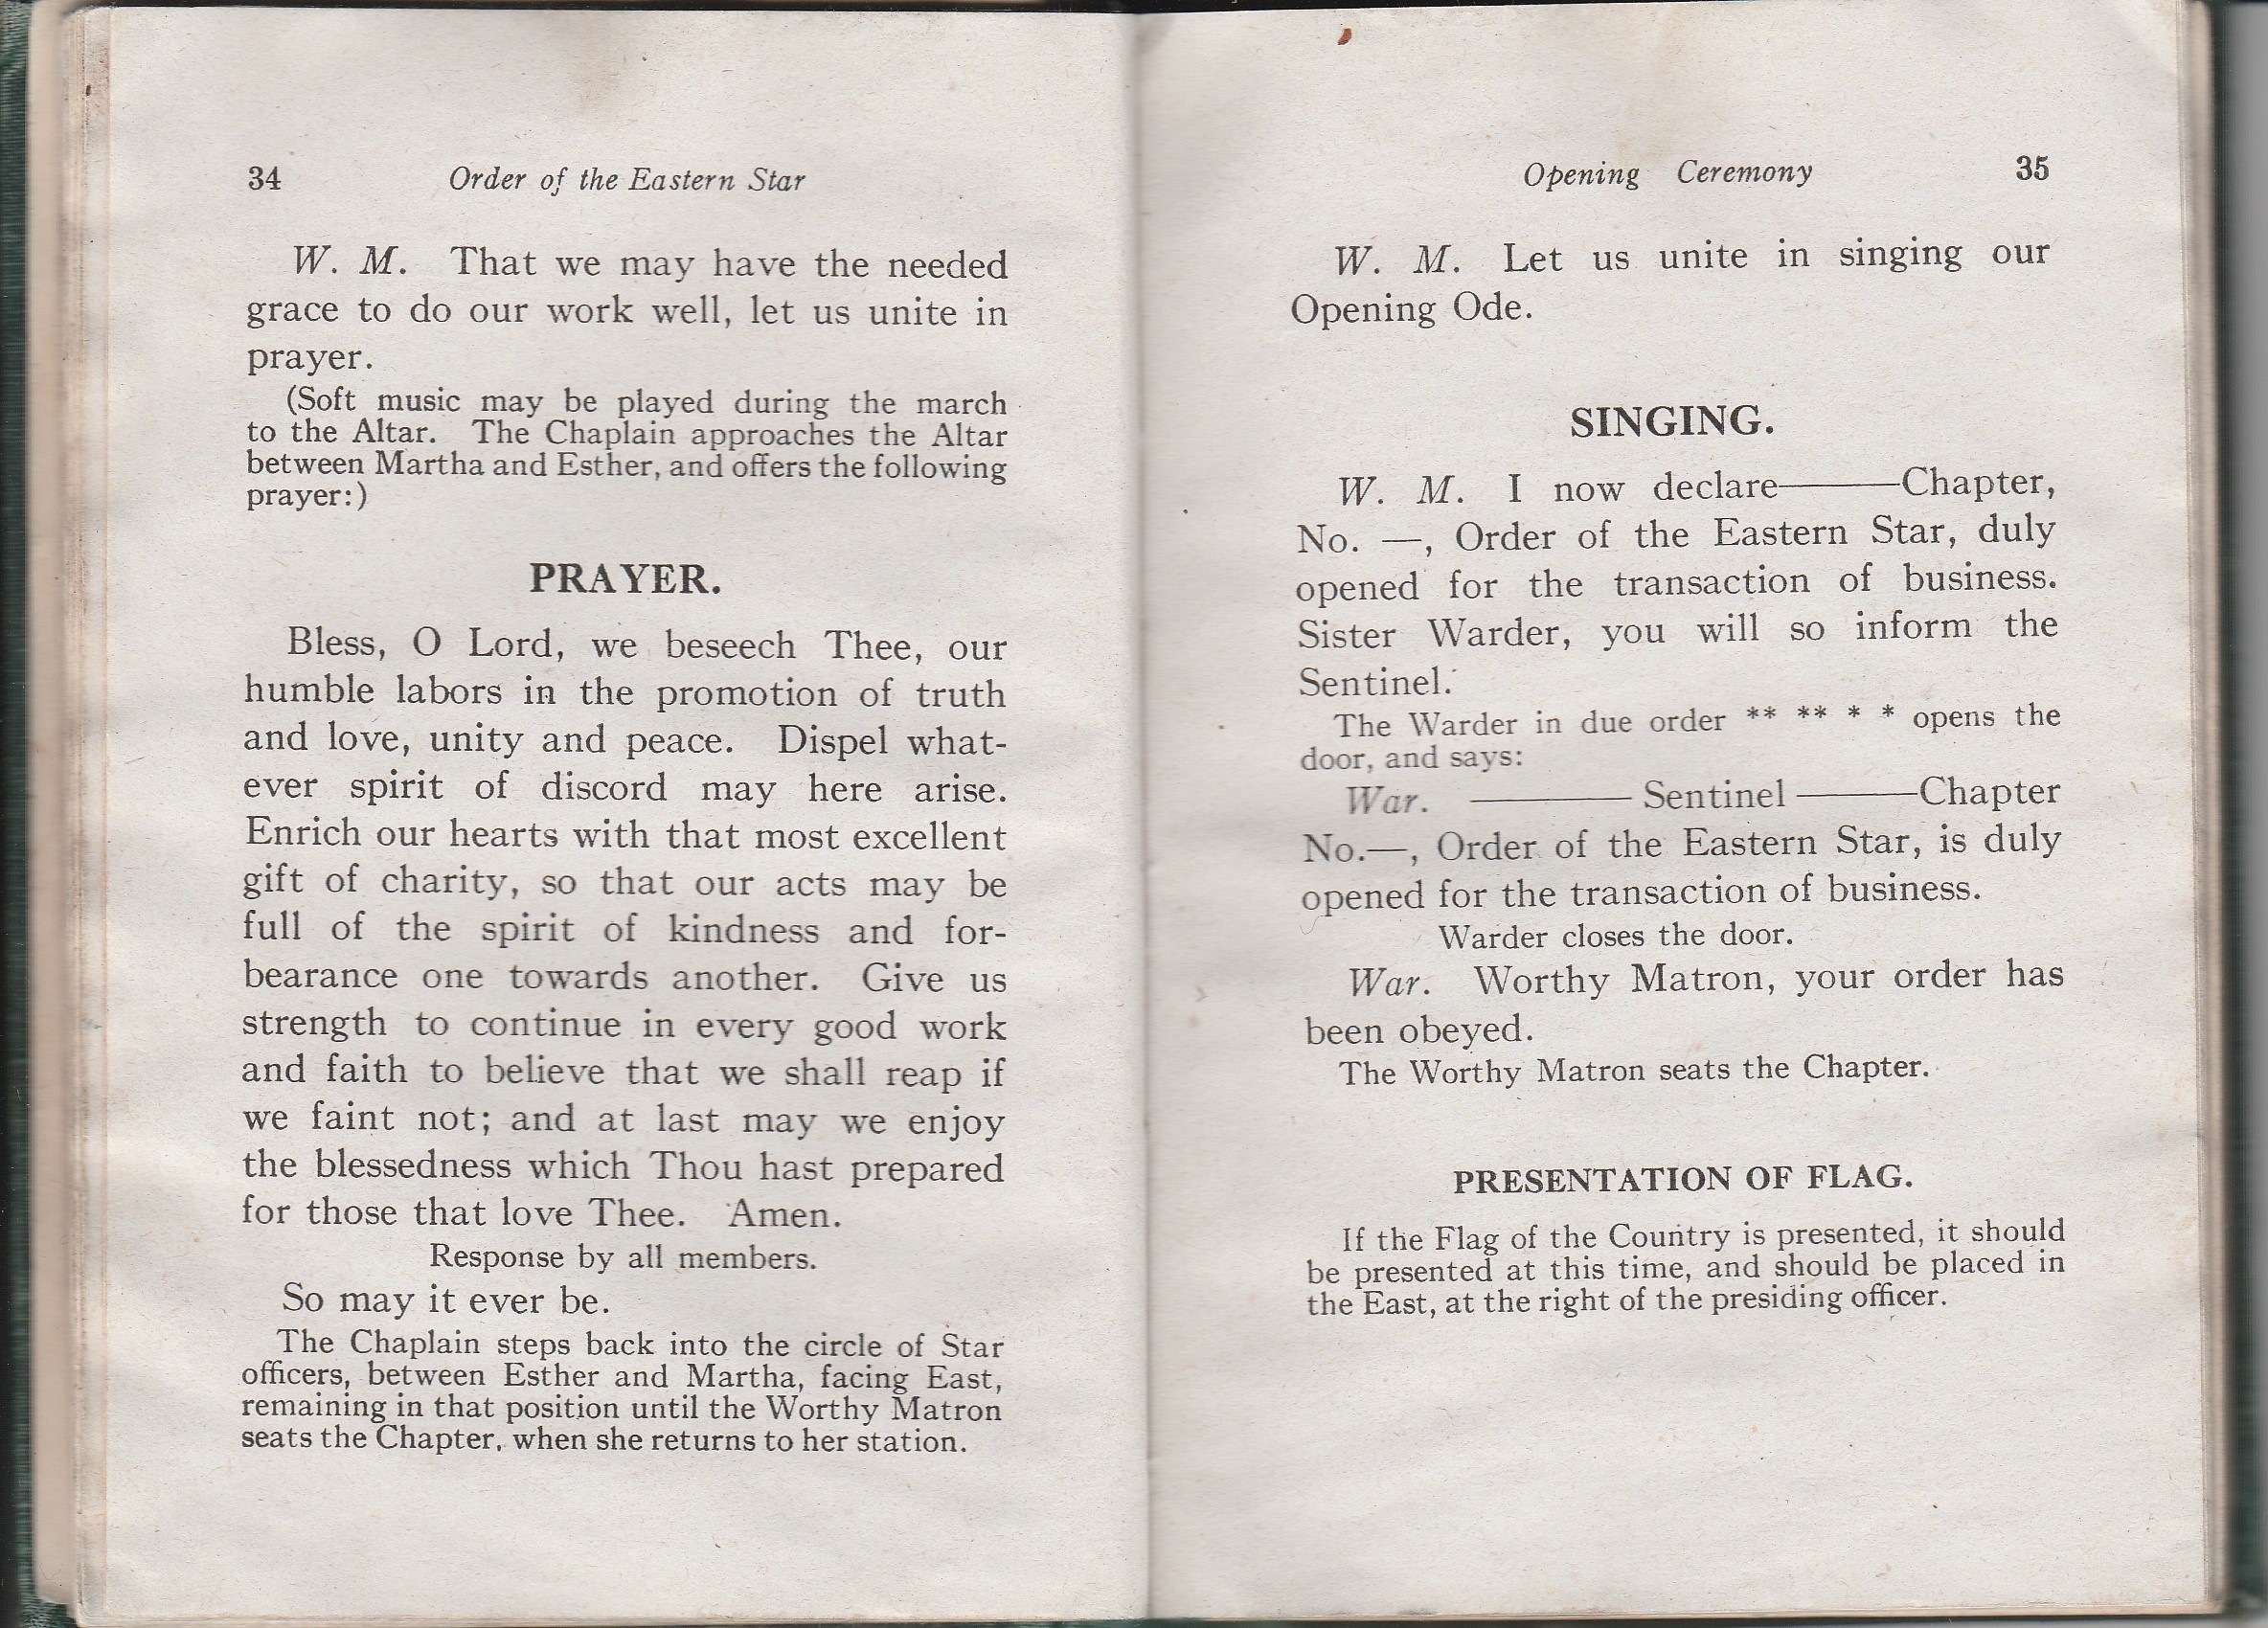 34 Order of the Eastern Star
W. M. That we may have the needed
grace to do our work well, let us unite in
prayer.
(Soft music may be played during the march
to the Altar. The Chaplain approaches the Altar
between Martha and Esther, and offers the following
prayer:)
PRAYER.
Bless, O Lord, we beseech Thee, our
humble labors in the promotion of truth
and love, unity and peace. Dispel what-
ever spirit of discord may here arise.
Enrich our hearts with that most excellent
gift of charity, so that our acts may be
full of the spirit of kindness and for-
bearance one towards another. Give us
strength to continue in every good work
and faith to believe that we shall reap if
we faint not; and at last may we enjoy
the blessedness which Thou hast prepared
for those that love Thee. Amen.
Response by all members.
So may it ever be.
The Chaplain steps back into the circle of Star
officers, between Esther and Martha, facing East,
remaining in that position until the Worthy Matron
seats the Chapter, when she returns to her station.
Opening Ceremony 35
W. M. Let us unite in singing our
Opening Ode.
SINGING.
W. M. I now declare———Chapter,
No. —, Order of the Eastern Star, duly
opened for the transaction of business.
Sister Warder, you will so inform the
Sentinel.
The Warder in due order ** ** * * opens the
door, and says:
War. ———— Sentinel ———Chapter
No.—, Order of the Eastern Star, is duly
opened for the transaction of business.
Warder closes the door.
War. Worthy Matron, your order has
been obeyed.
The Worthy Matron seats the Chapter.
PRESENTATION OF FLAG.
If the Flag of the Country is presented, it should
be presented at this time, and should be placed in
the East, at the right of the presiding officer.